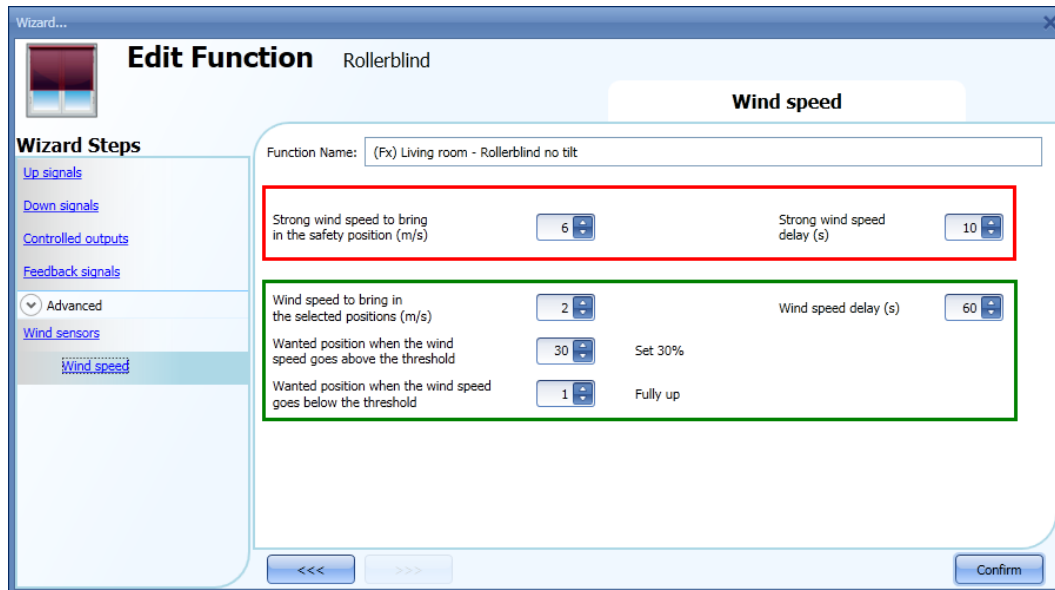 Wizard...
Edit Function Rollerblind
Wind speed
Wizard Steps
Up signals
Down signals
Controlled outputs
Feedback signals
Advanced
Wind sensors
Wind speed
Function Name: (Fx) Living room - Rollerblind no tilt
Strong wind speed to bring
in the safety position (m/s)
6
Strong wind speed
delay (s)
10
Wind speed to bring in
the selected positions (m/s)
2
Wind speed delay (s)
60
Wanted position when the wind
speed goes above the threshold
30
Set 30%
Wanted position when the wind speed
goes below the threshold
1
Fully up
<<<
>>>
Confirm